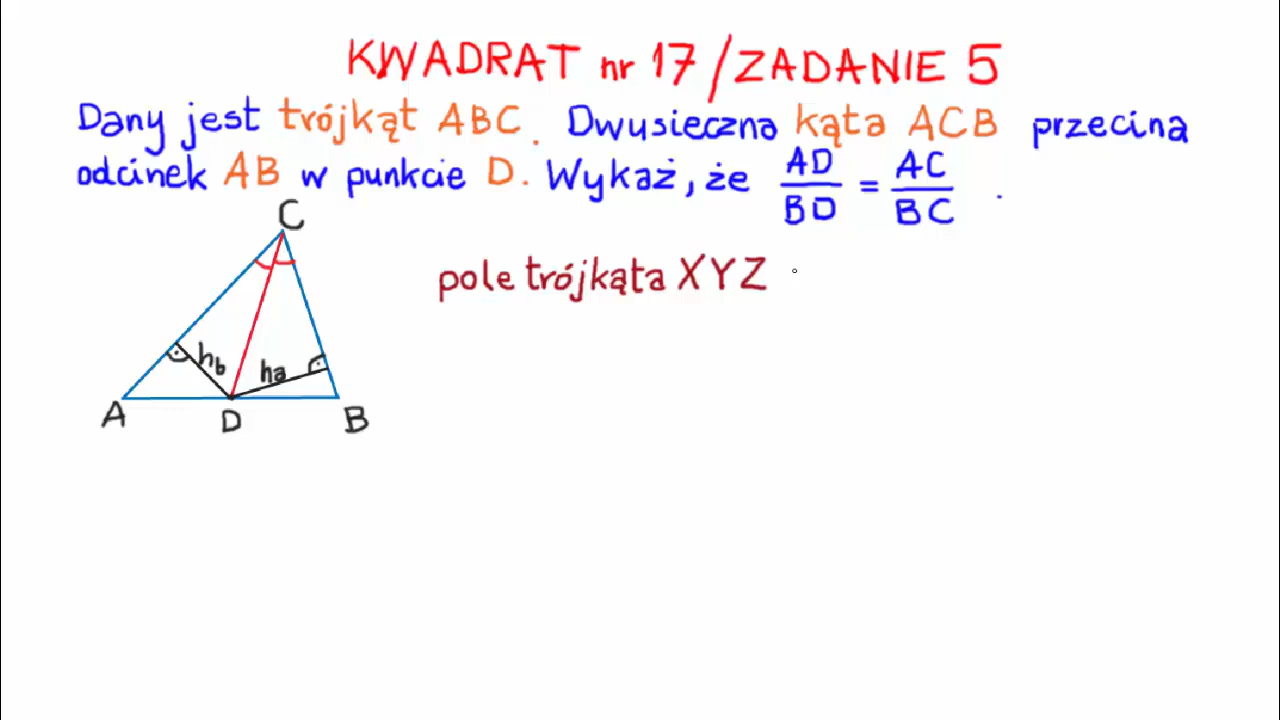 KWADRAT nr 17/ZADANIE 5
Dany jest trójkąt ABC. Dwusieczna kąta ACB przecina
odcinek AB w punkcie D. Wykaż, że AD/BD = AC/BC.
C
pole trójkąta XYZ
hb ha
A D B